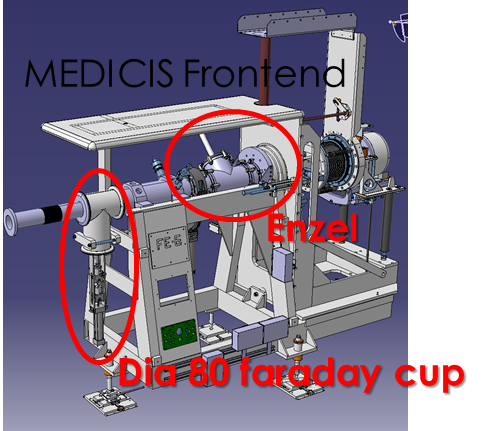 MEDICIS Frontend
Enzel
FE-6
Dia 80 faraday cup